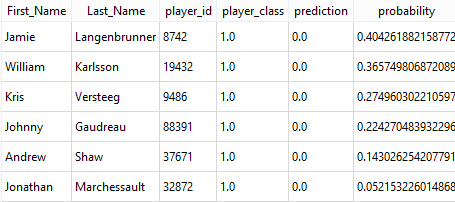 First_Name Last_Name player_id player_class prediction probability
Jamie Langenbrunner 8742 1.0 0.0 0.404261882158772
William Karlsson 19432 1.0 0.0 0.365749806872089
Kris Versteeg 9486 1.0 0.0 0.274960302210597
Johnny Gaudreau 88391 1.0 0.0 0.224270483932296
Andrew Shaw 37671 1.0 0.0 0.143026254207791
Jonathan Marchessault 32872 1.0 0.0 0.052153226014868